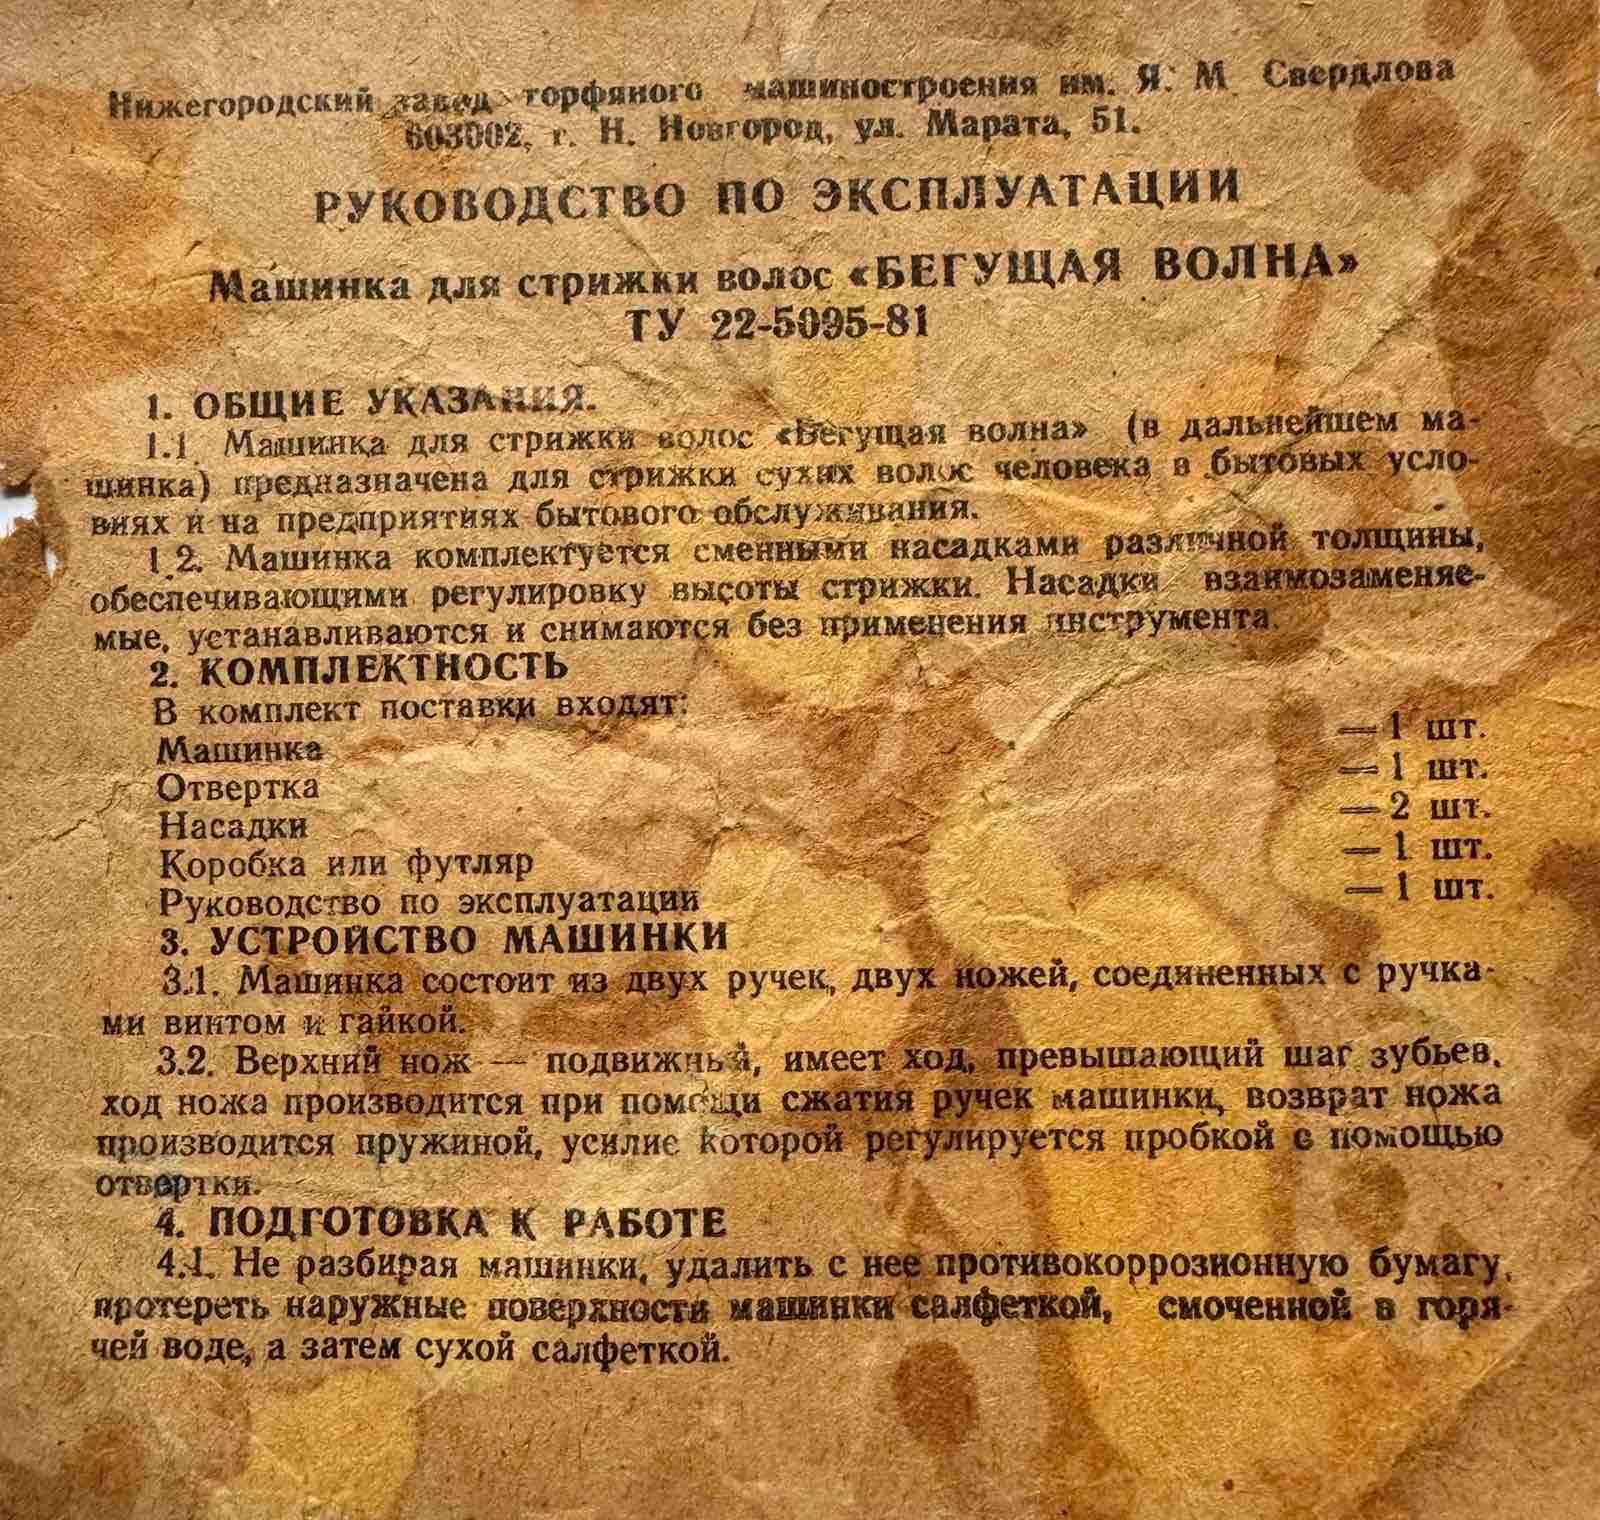 Нижегородский завод торфяного машиностроения им. Я. М. Свердлова
603002, г. Н. Новгород, ул. Марата, 51.
РУКОВОДСТВО ПО ЭКСПЛУАТАЦИИ
Машинка для стрижки волос «БЕГУЩАЯ ВОЛНА»
ТУ 22-5095-81
1. ОБЩИЕ УКАЗАНИЯ.
1.1. Машинка для стрижки волос «Бегущая волна» (в дальнейшем ма-
шинка) предназначена для стрижки сухих волос человека в бытовых усло-
виях и на предприятиях бытового обслуживания.
1.2. Машинка комплектуется сменными насадками различной толщины,
обеспечивающими регулировку высоты стрижки. Насадки взаимозаменяе-
мые, устанавливаются и снимаются без применения инструмента.
2. КОМПЛЕКТНОСТЬ
В комплект поставки входят:
Машинка — 1 шт.
Отвертка — 1 шт.
Насадки — 2 шт.
Коробка или футляр — 1 шт.
Руководство по эксплуатации — 1 шт.
3. УСТРОЙСТВО МАШИНКИ
3.1. Машинка состоит из двух ручек, двух ножей, соединенных с ручка-
ми винтом и гайкой.
3.2. Верхний нож — подвижный, имеет ход, превышающий шаг зубьев.
ход ножа производится при помощи сжатия ручек машинки, возврат ножа
производится пружиной, усилие которой регулируется пробкой с помощью
отвертки.
4. ПОДГОТОВКА К РАБОТЕ
4.1. Не разбирая машинки, удалить с нее противокоррозионную бумагу,
протереть наружные поверхности машинки салфеткой, смоченной в горя-
чей воде, а затем сухой салфеткой.